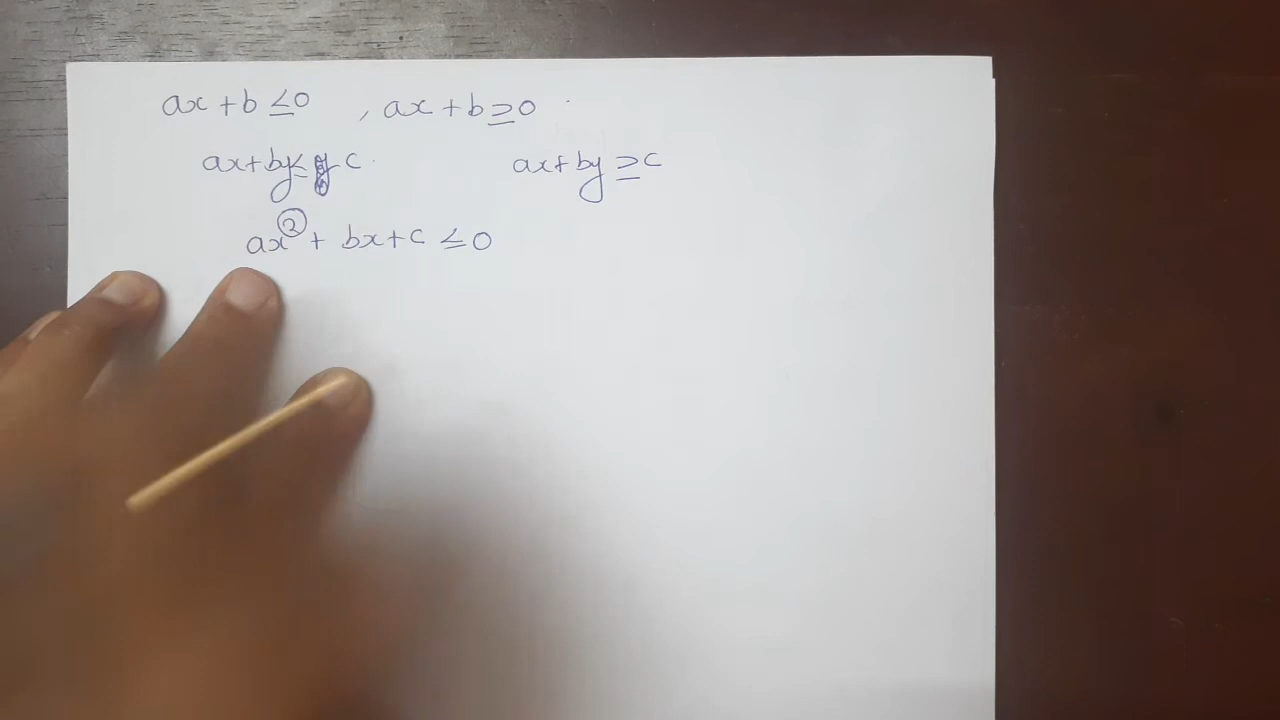 ax + b ≤ 0 , ax + b ≥ 0
ax + by ≤ c ax + by ≥ c
ax² + bx + c ≤ 0